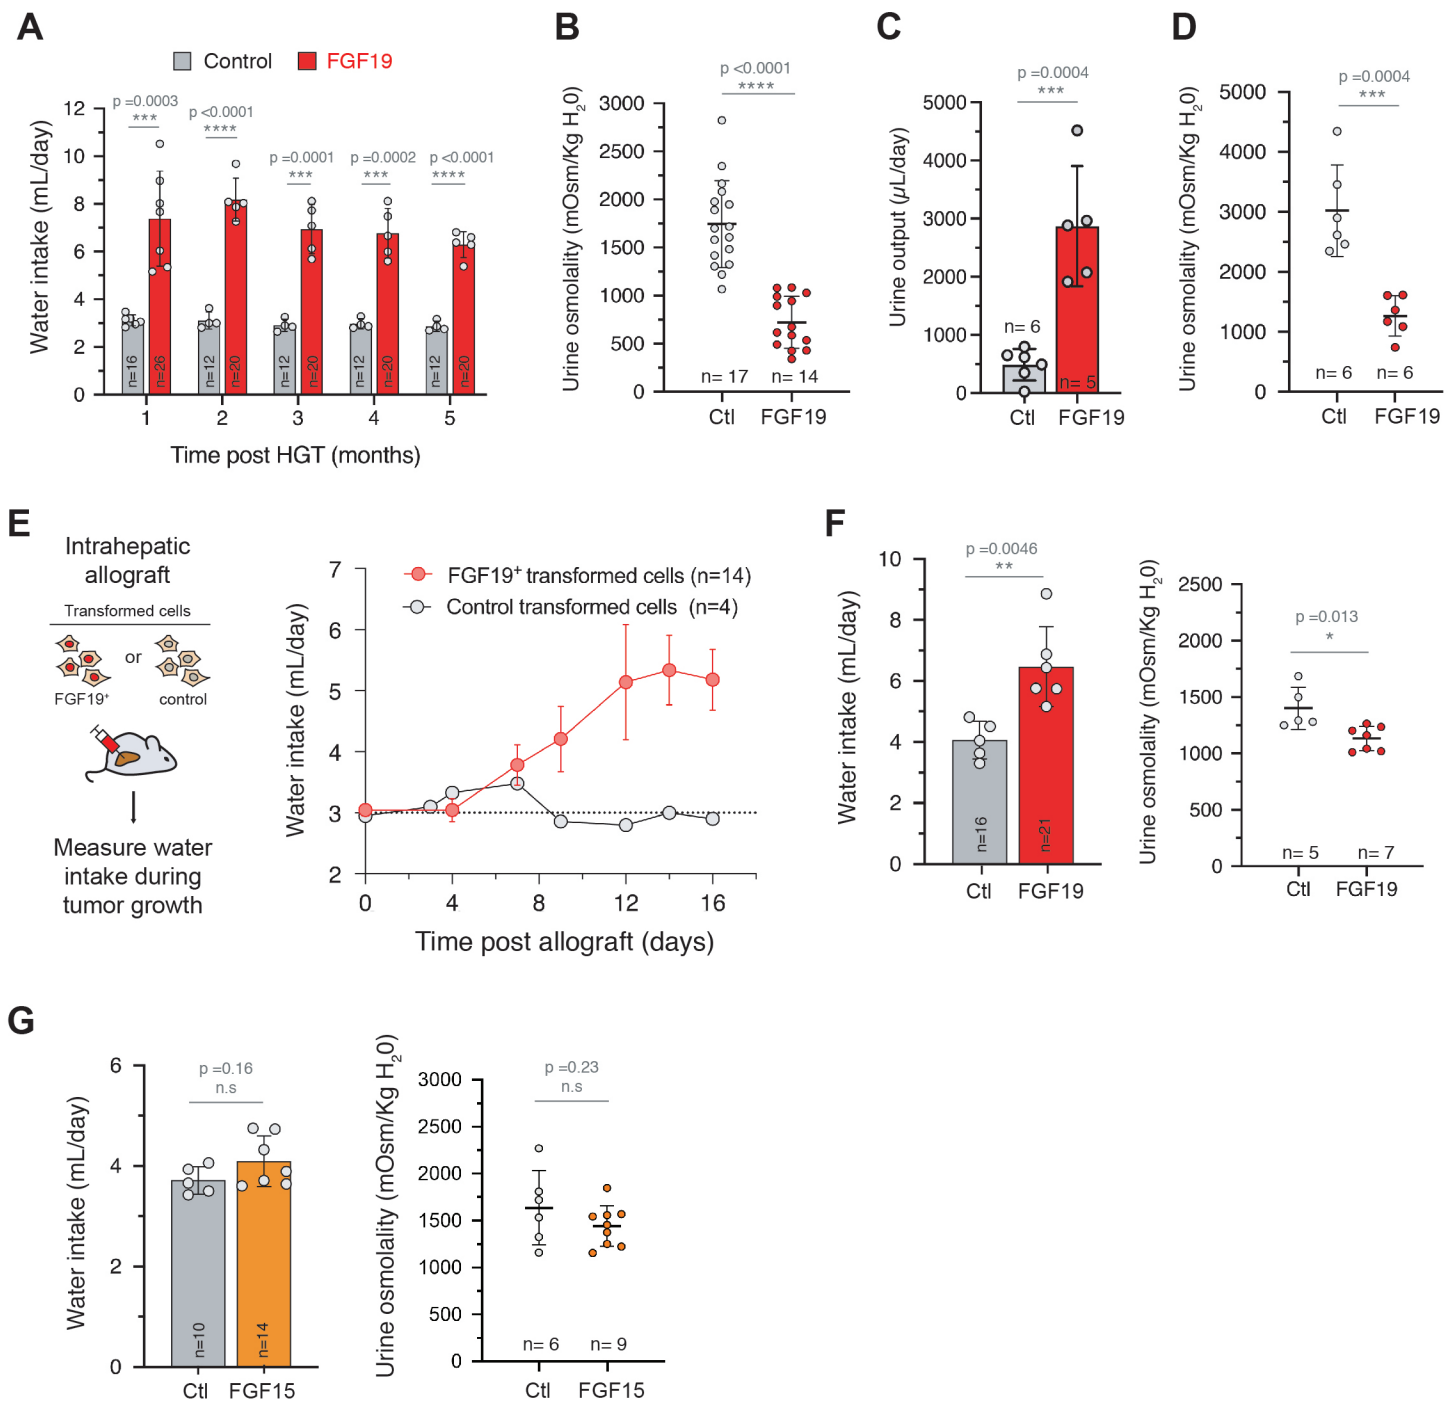 A
Control
FGF19
Water intake (mL/day)
12
10
8
6
4
2
0
p =0.0003
***
p <0.0001
****
p =0.0001
***
p =0.0002
***
p <0.0001
****
n=16
n=26
n=12
n=20
n=12
n=20
n=12
n=20
n=12
n=20
1
2
3
4
5
Time post HGT (months)
B
Urine osmolality (mOsm/Kg H20)
p <0.0001
****
3000
2500
2000
1500
1000
500
0
n= 17
n= 14
Ctl
FGF19
C
Urine output (µL/day)
p =0.0004
***
5000
4000
3000
2000
1000
0
n= 6
n= 5
Ctl
FGF19
D
Urine osmolality (mOsm/Kg H20)
p =0.0004
***
5000
4000
3000
2000
1000
0
n= 6
n= 6
Ctl
FGF19
E
Intrahepatic
allograft
Transformed cells
or
FGF19+
control
Measure water
intake during
tumor growth
Water intake (mL/day)
7
6
5
4
3
2
FGF19+ transformed cells (n=14)
Control transformed cells (n=4)
0
4
8
12
16
Time post allograft (days)
F
Water intake (mL/day)
p =0.0046
**
10
8
6
4
2
0
n=16
n=21
Ctl
FGF19
Urine osmolality (mOsm/Kg H20)
p =0.013
*
2500
2000
1500
1000
500
0
n= 5
n= 7
Ctl
FGF19
G
Water intake (mL/day)
p =0.16
n.s
6
4
2
0
n=10
n=14
Ctl
FGF15
Urine osmolality (mOsm/Kg H20)
p =0.23
n.s
3000
2500
2000
1500
1000
500
0
n= 6
n= 9
Ctl
FGF15